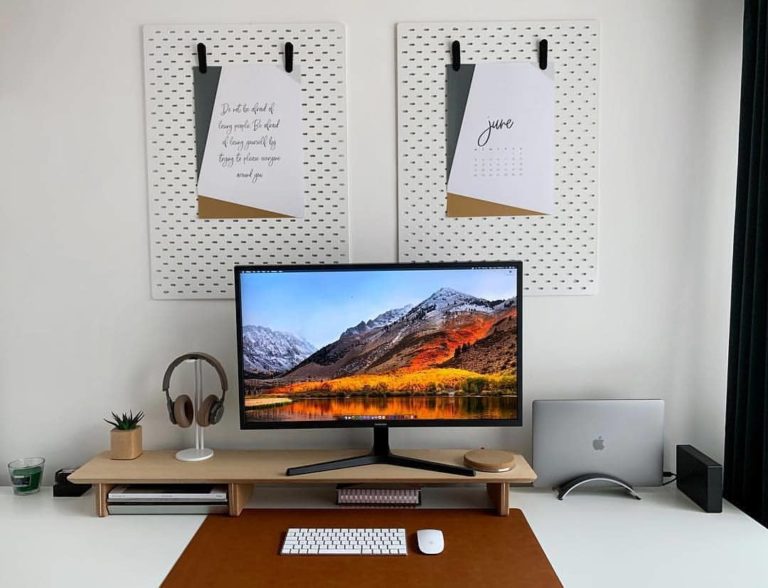 Do not be afraid of
losing people. Be afraid
of losing yourself by
trying to please everyone
around you
june
SAMSUNG